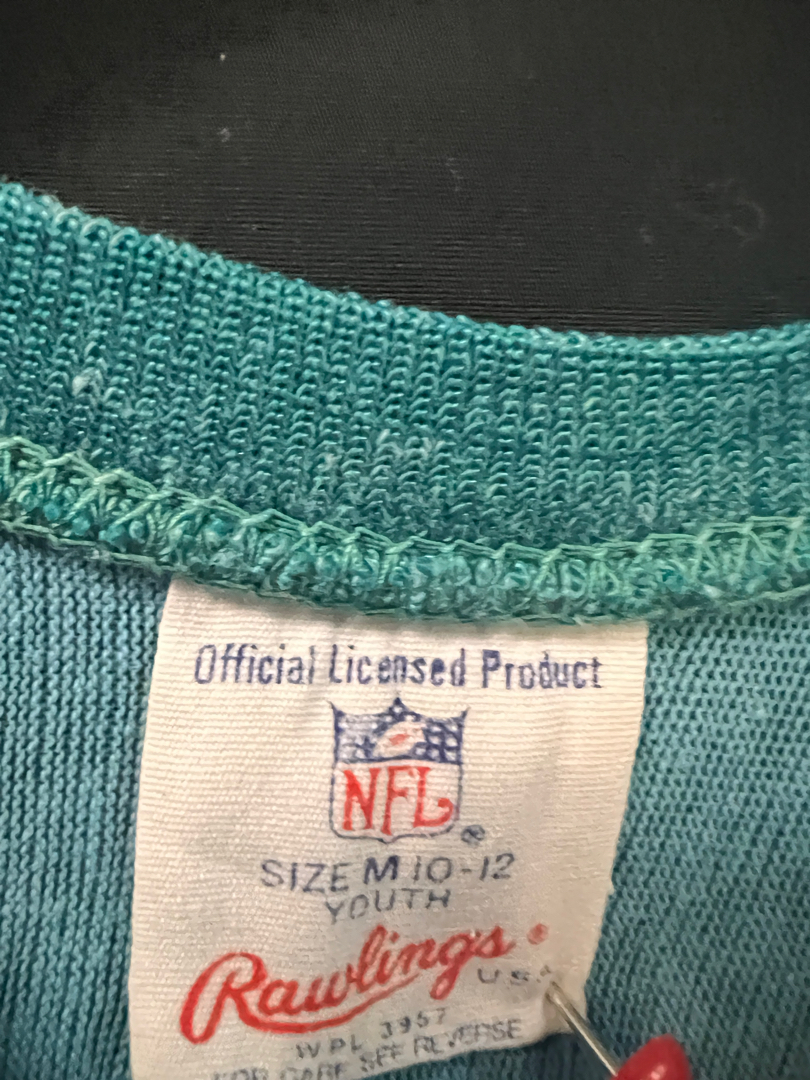 Official Licensed Product
NFL
®
SIZE M 10-12
YOUTH
Rawlings®
U.S.A
WPL 3957
FOR CARE SEE REVERSE